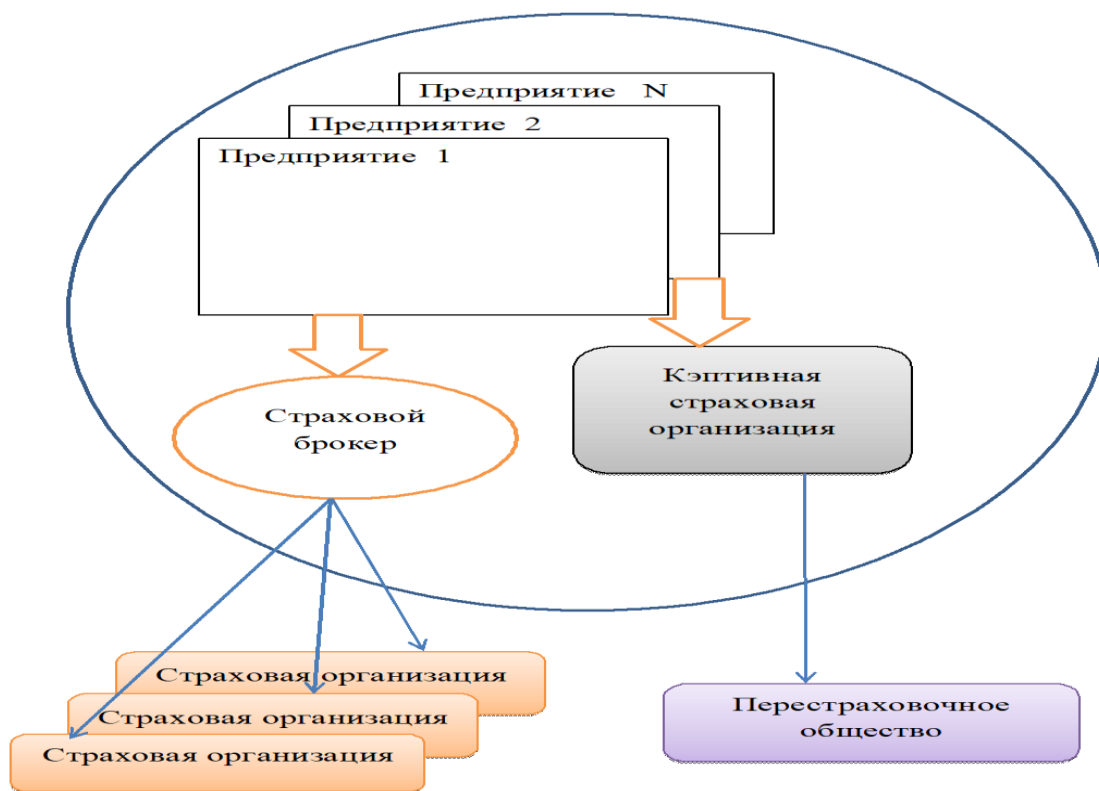 Предприятие N
Предприятие 2
Предприятие 1
Страховой
брокер
Кэптивная
страховая
организация
Страховая организация
Страховая организация
Страховая организация
Перестраховочное
общество